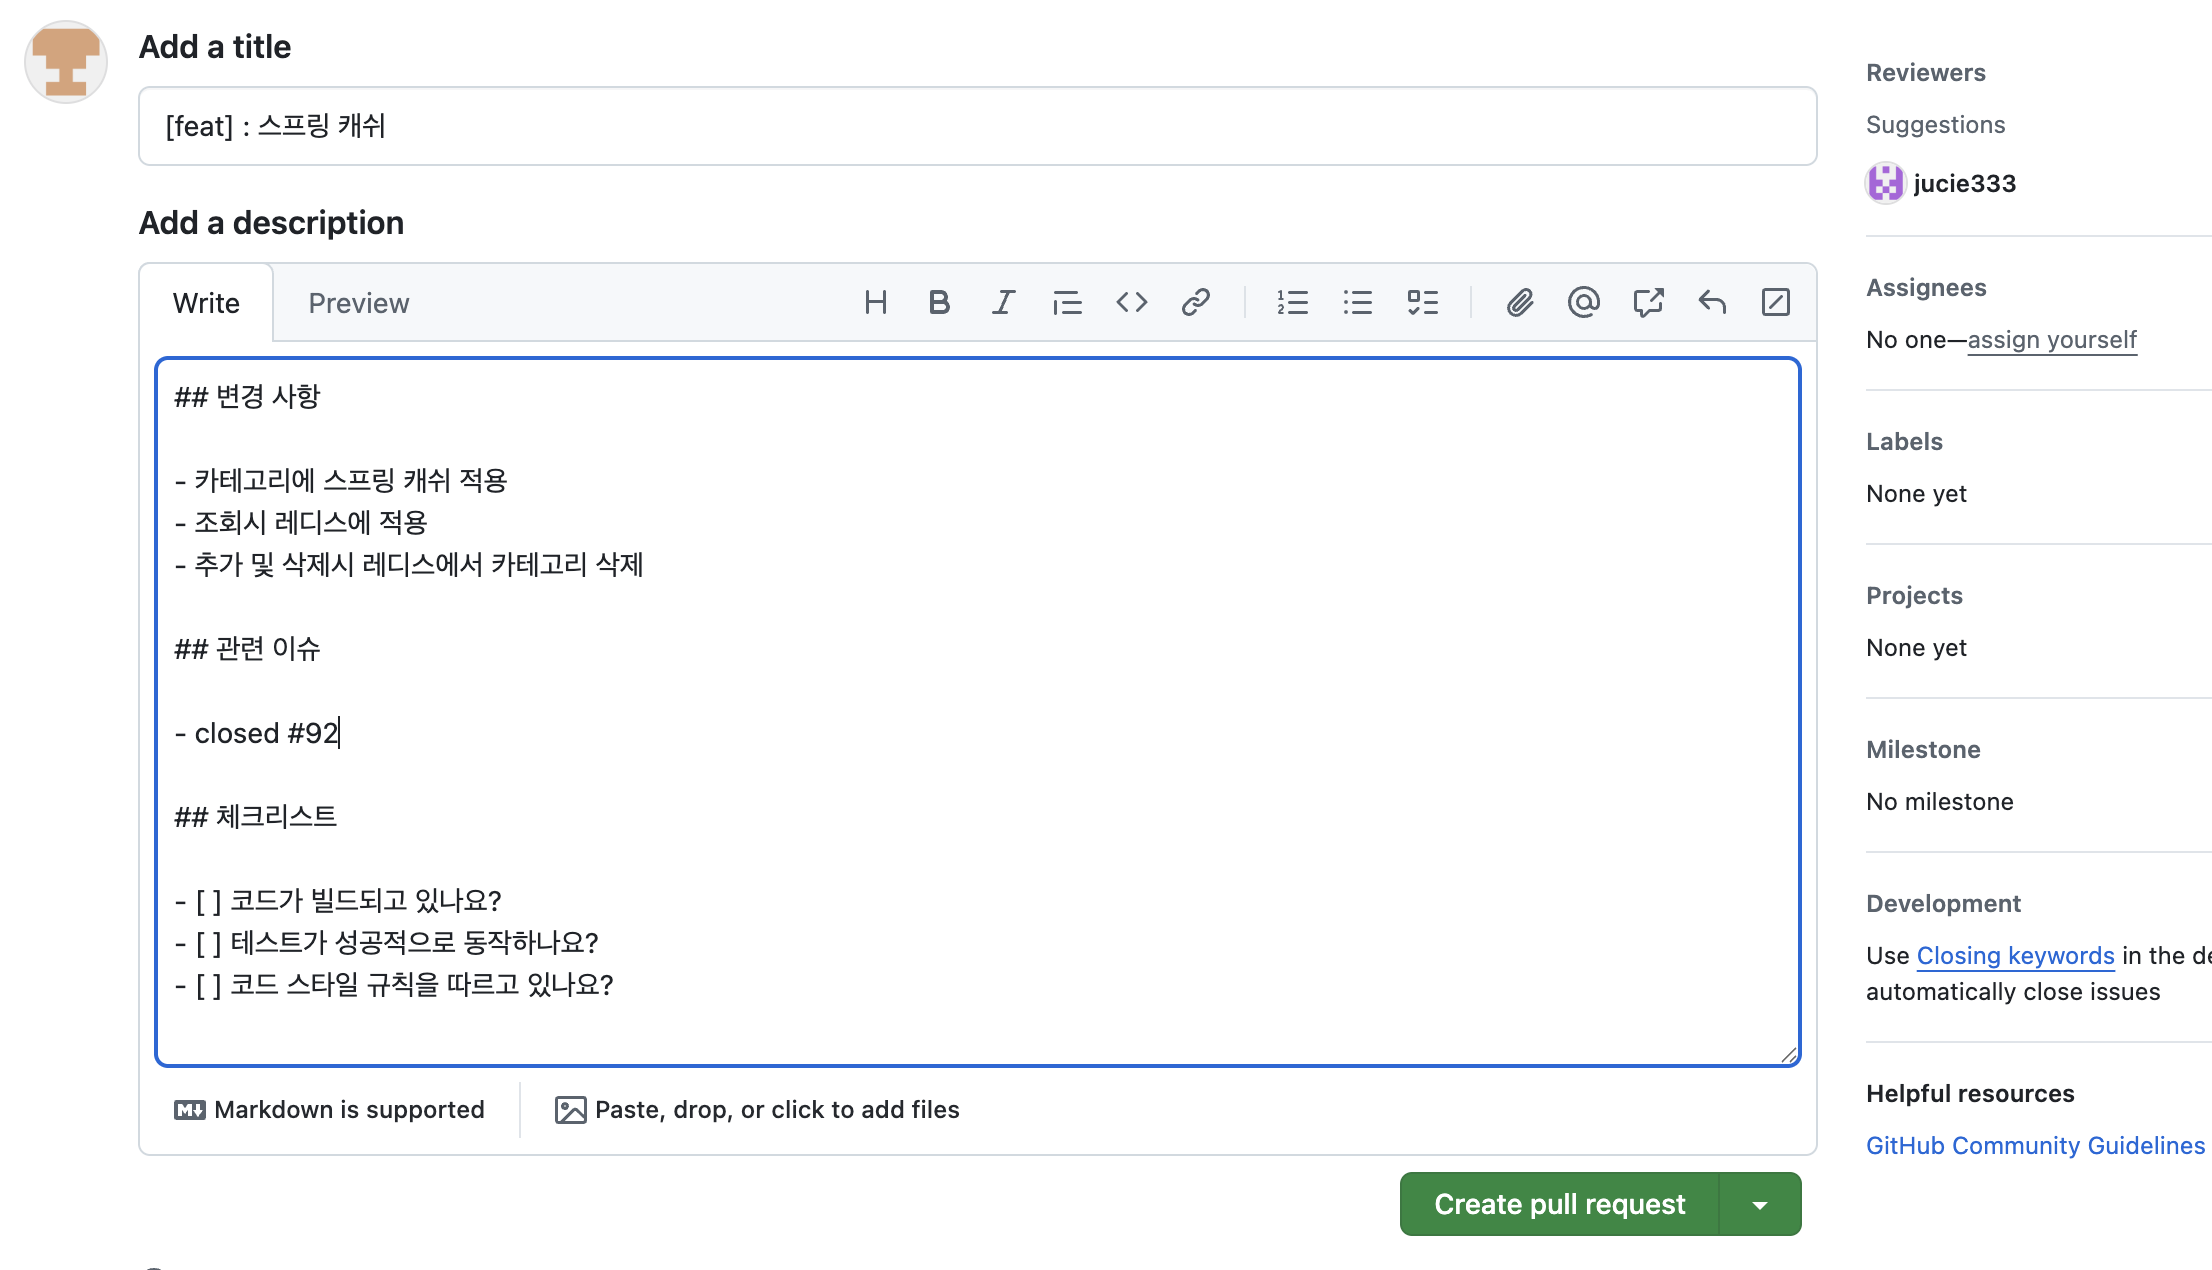 Add a title
[feat] : 스프링 캐쉬
Add a description
Write
Preview
## 변경 사항
- 카테고리에 스프링 캐쉬 적용
- 조회시 레디스에 적용
- 추가 및 삭제시 레디스에서 카테고리 삭제
## 관련 이슈
- closed #92
## 체크리스트
- [ ] 코드가 빌드되고 있나요?
- [ ] 테스트가 성공적으로 동작하나요?
- [ ] 코드 스타일 규칙을 따르고 있나요?
Markdown is supported
Paste, drop, or click to add files
Create pull request
Reviewers
Suggestions
jucie333
Assignees
No one—assign yourself
Labels
None yet
Projects
None yet
Milestone
No milestone
Development
Use Closing keywords in the
automatically close issues
Helpful resources
GitHub Community Guidelines